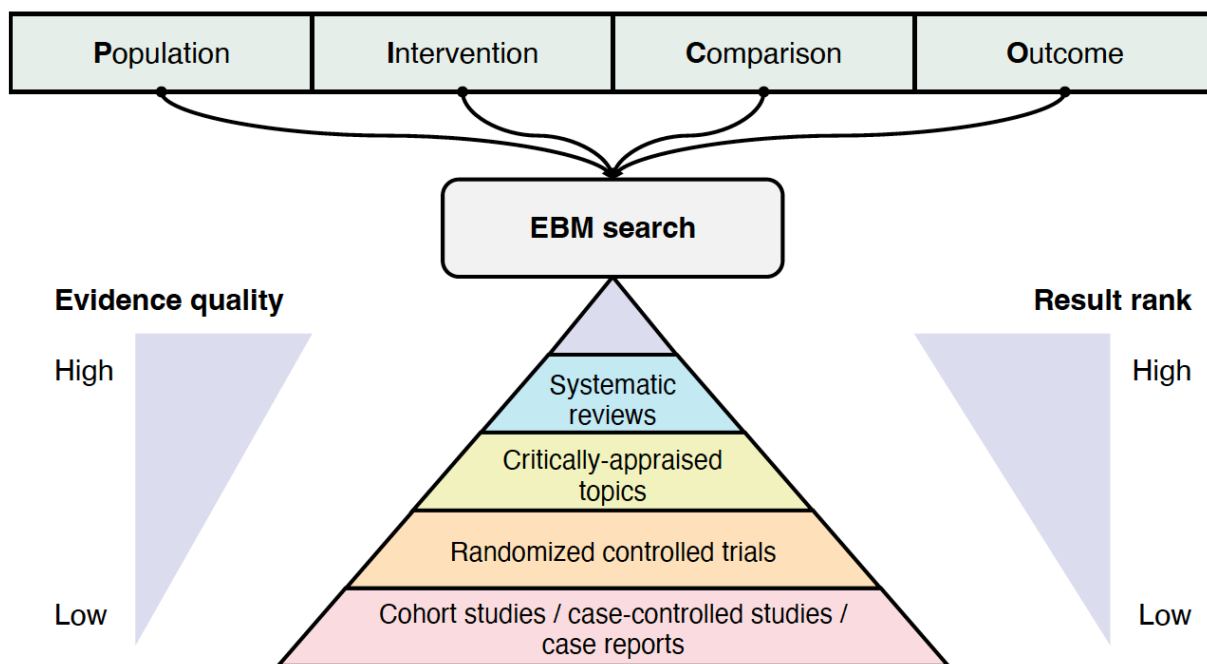 Population Intervention Comparison Outcome
EBM search
Evidence quality
Result rank
High
High
Systematic
reviews
Critically-appraised
topics
Randomized controlled trials
Low
Low
Cohort studies / case-controlled studies /
case reports